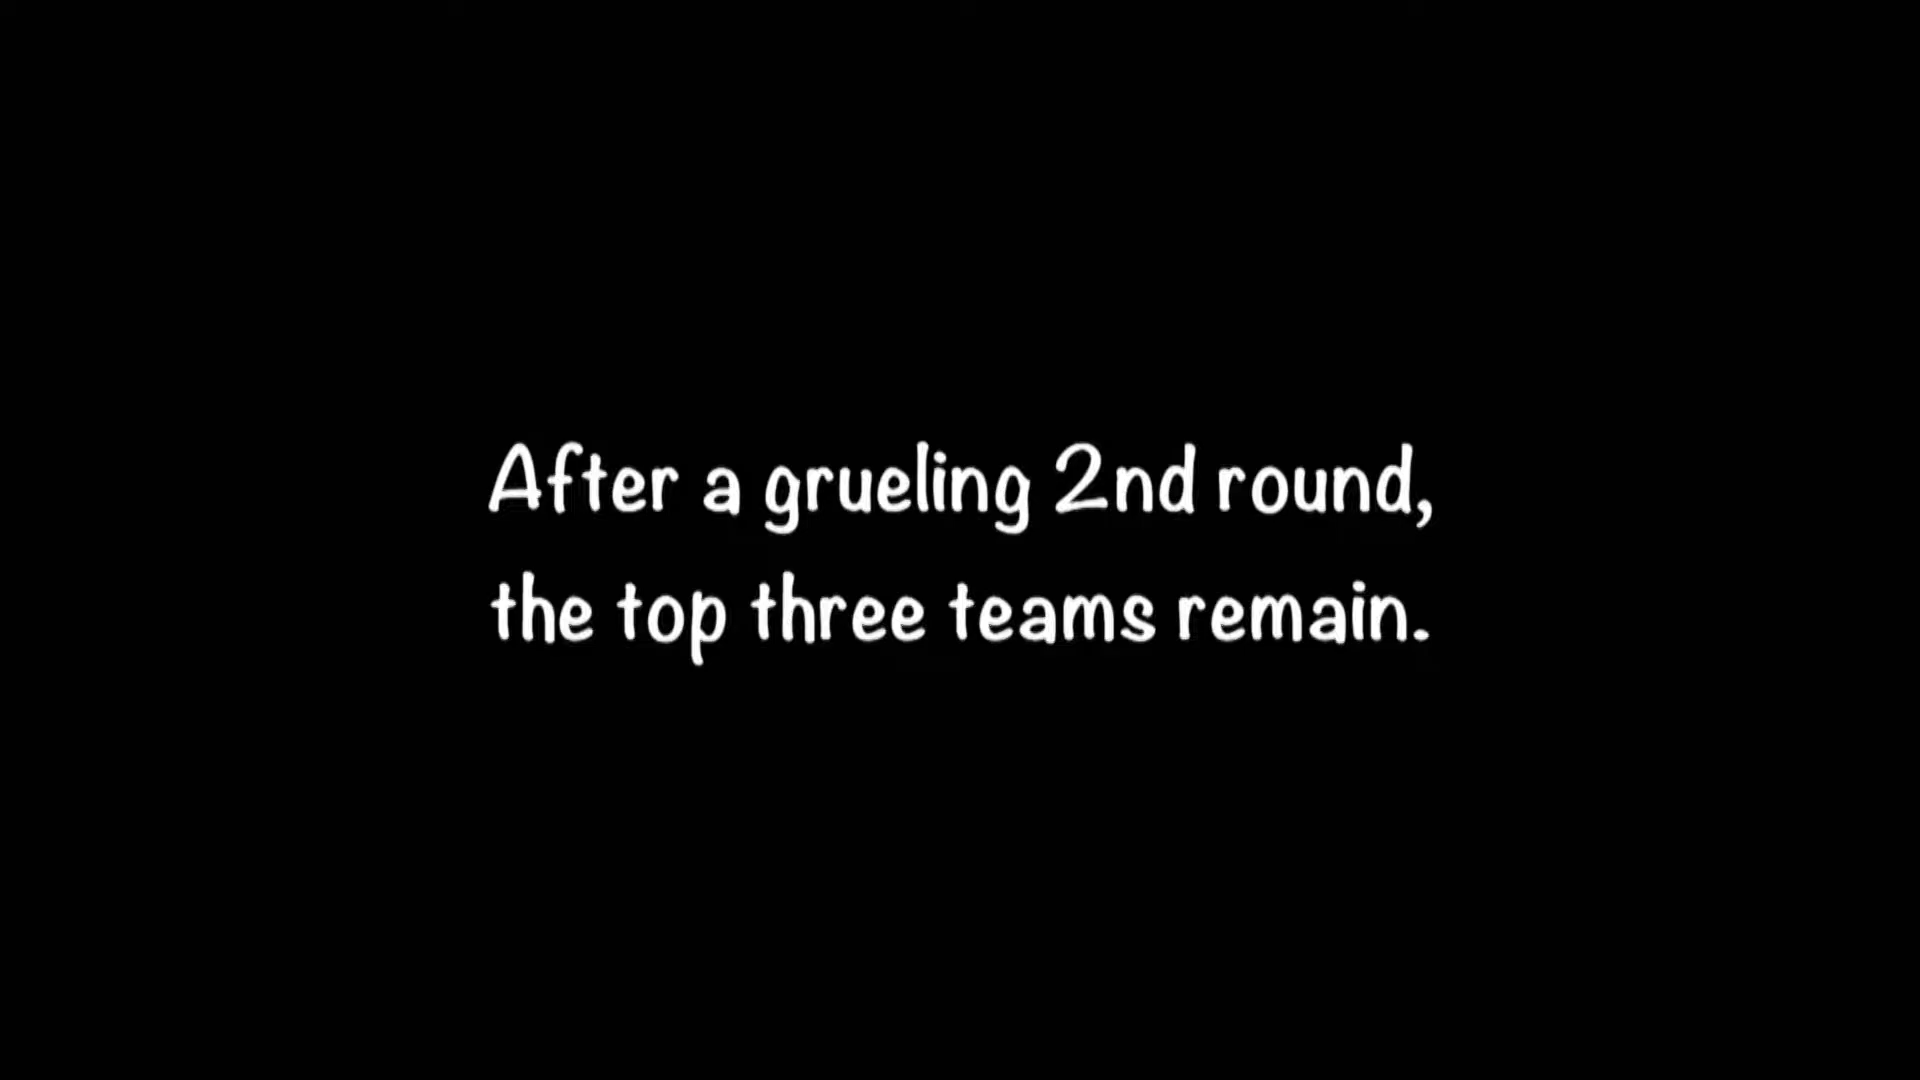 After a grueling 2nd round,
the top three teams remain.